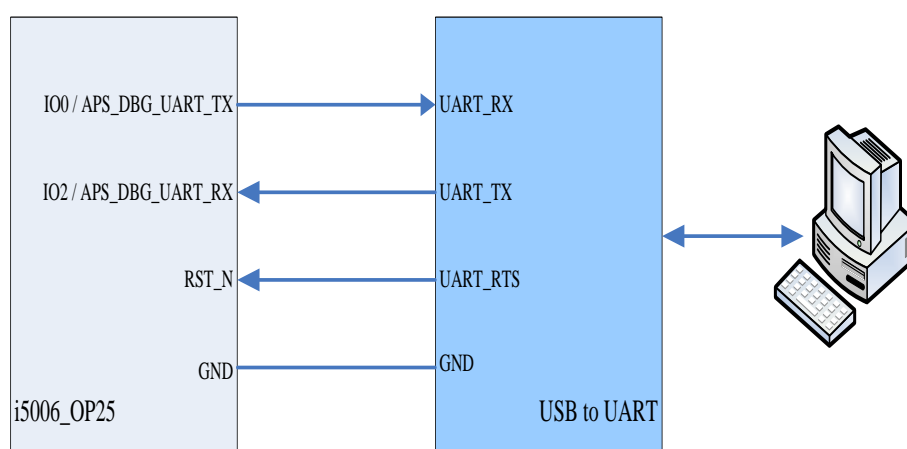 IO0 / APS_DBG_UART_TX
UART_RX
IO2 / APS_DBG_UART_RX
UART_TX
RST_N
UART_RTS
GND
GND
i5006_OP25
USB to UART